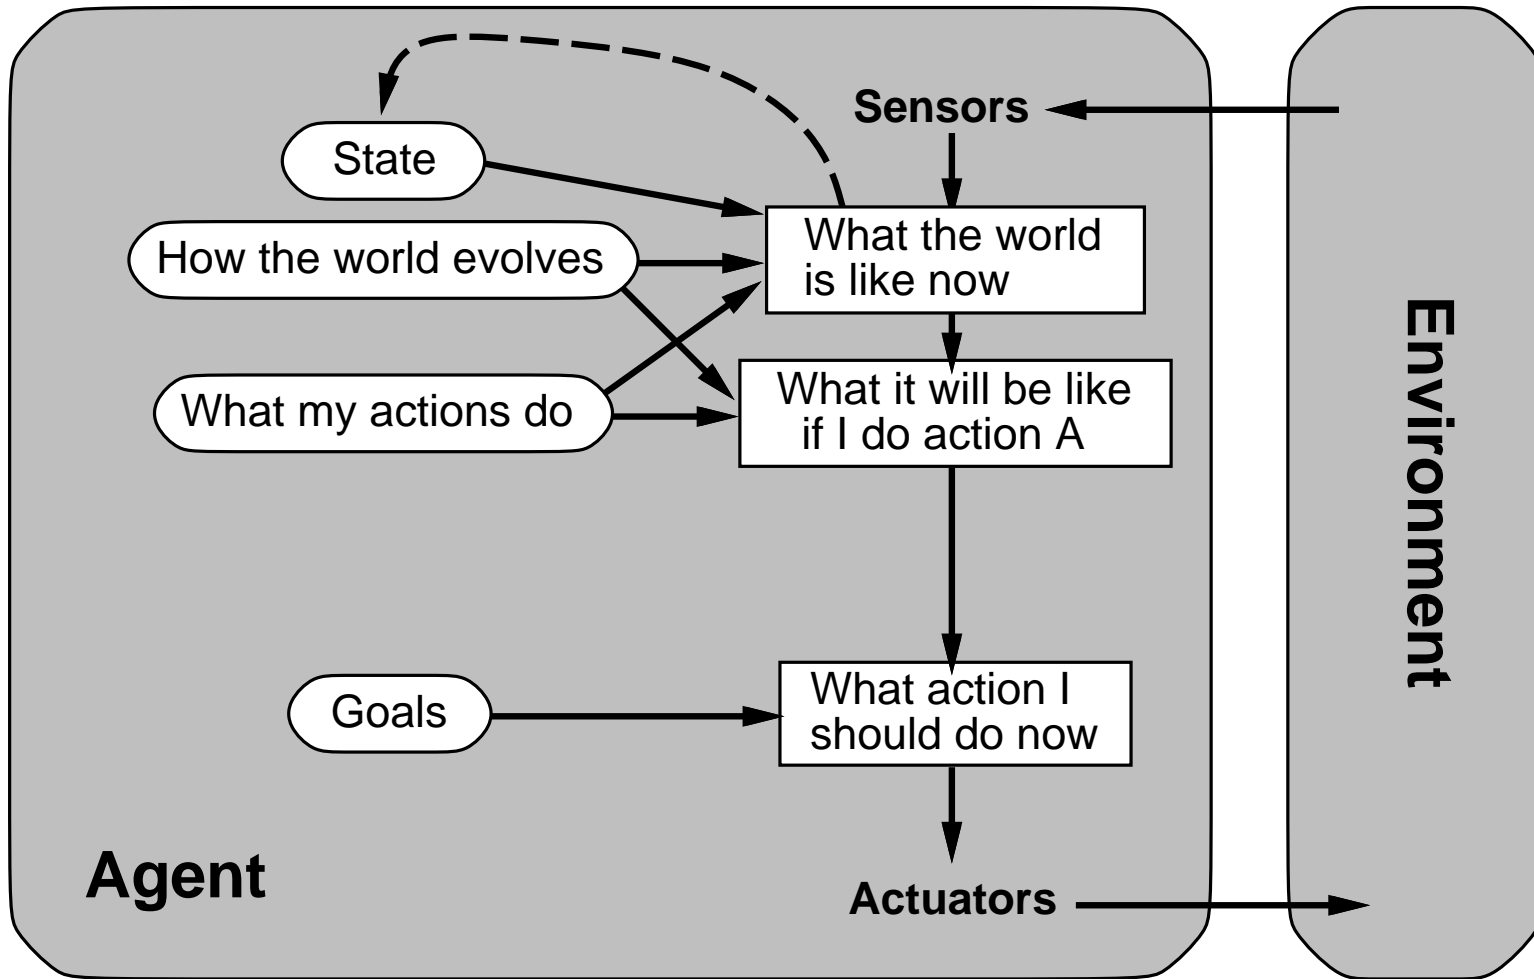 Sensors
State
What the world
is like now
How the world evolves
What it will be like
if I do action A
What my actions do
What action I
should do now
Goals
Agent
Actuators
Environment